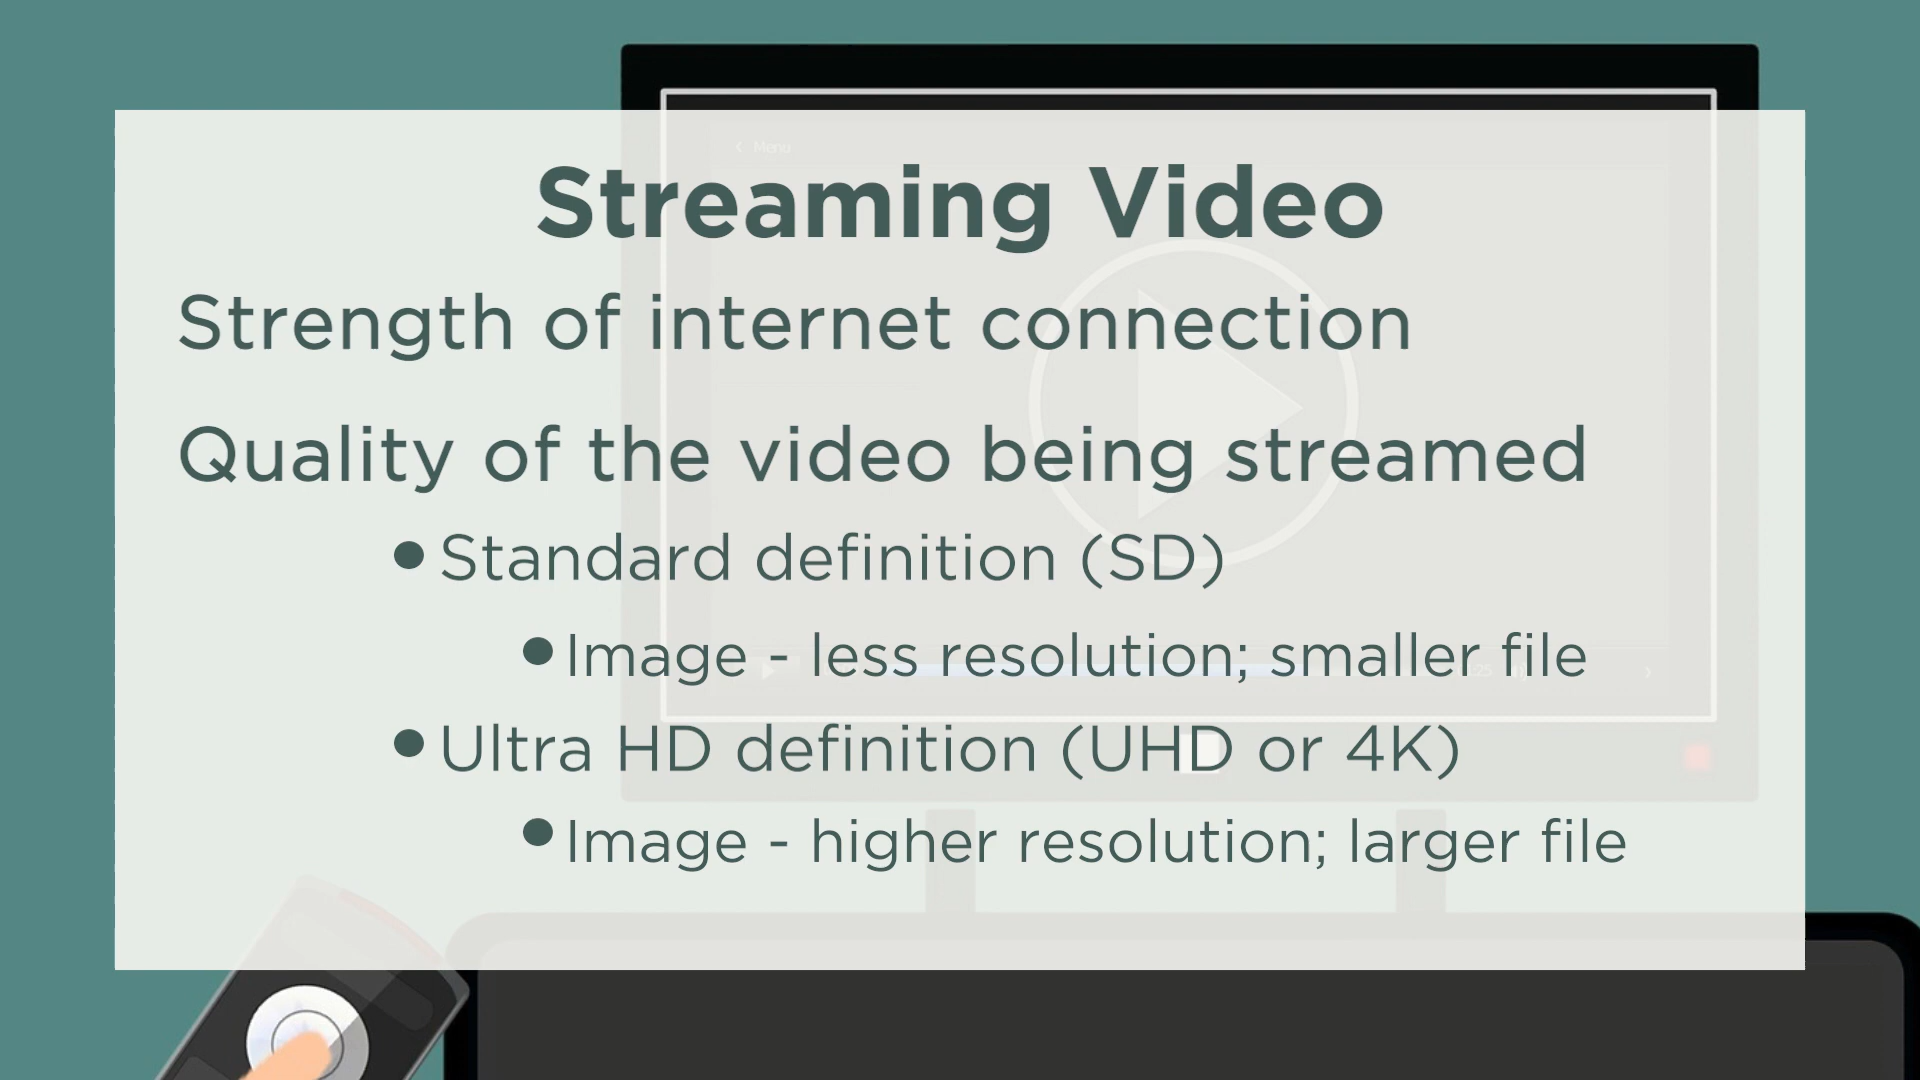 Menu
Streaming Video
Strength of internet connection
Quality of the video being streamed
● Standard definition (SD)
● Image - less resolution; smaller file
● Ultra HD definition (UHD or 4K)
● Image - higher resolution; larger file